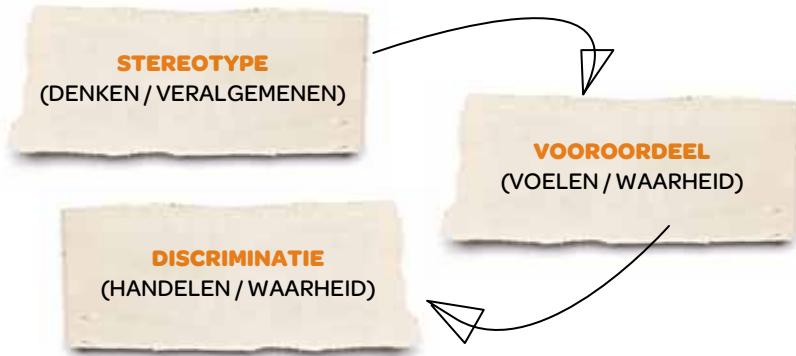 STEREOTYPE
(DENKEN / VERALGEMENEN)
VOOROORDEEL
(VOELEN / WAARHEID)
DISCRIMINATIE
(HANDELEN / WAARHEID)